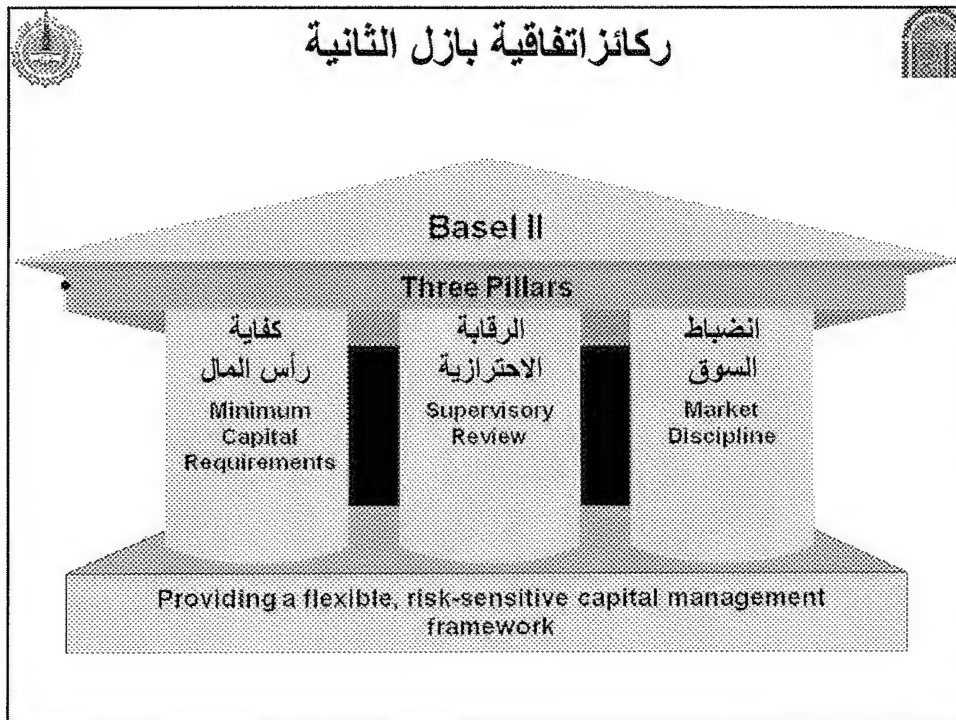 ركائزاتفاقية بازل الثانية
Basel II
Three Pillars
كفاية
رأس المال
Minimum
Capital
Requirements
الرقابة
الاحترازية
Supervisory
Review
انضباط
السوق
Market
Discipline
Providing a flexible, risk-sensitive capital management
framework